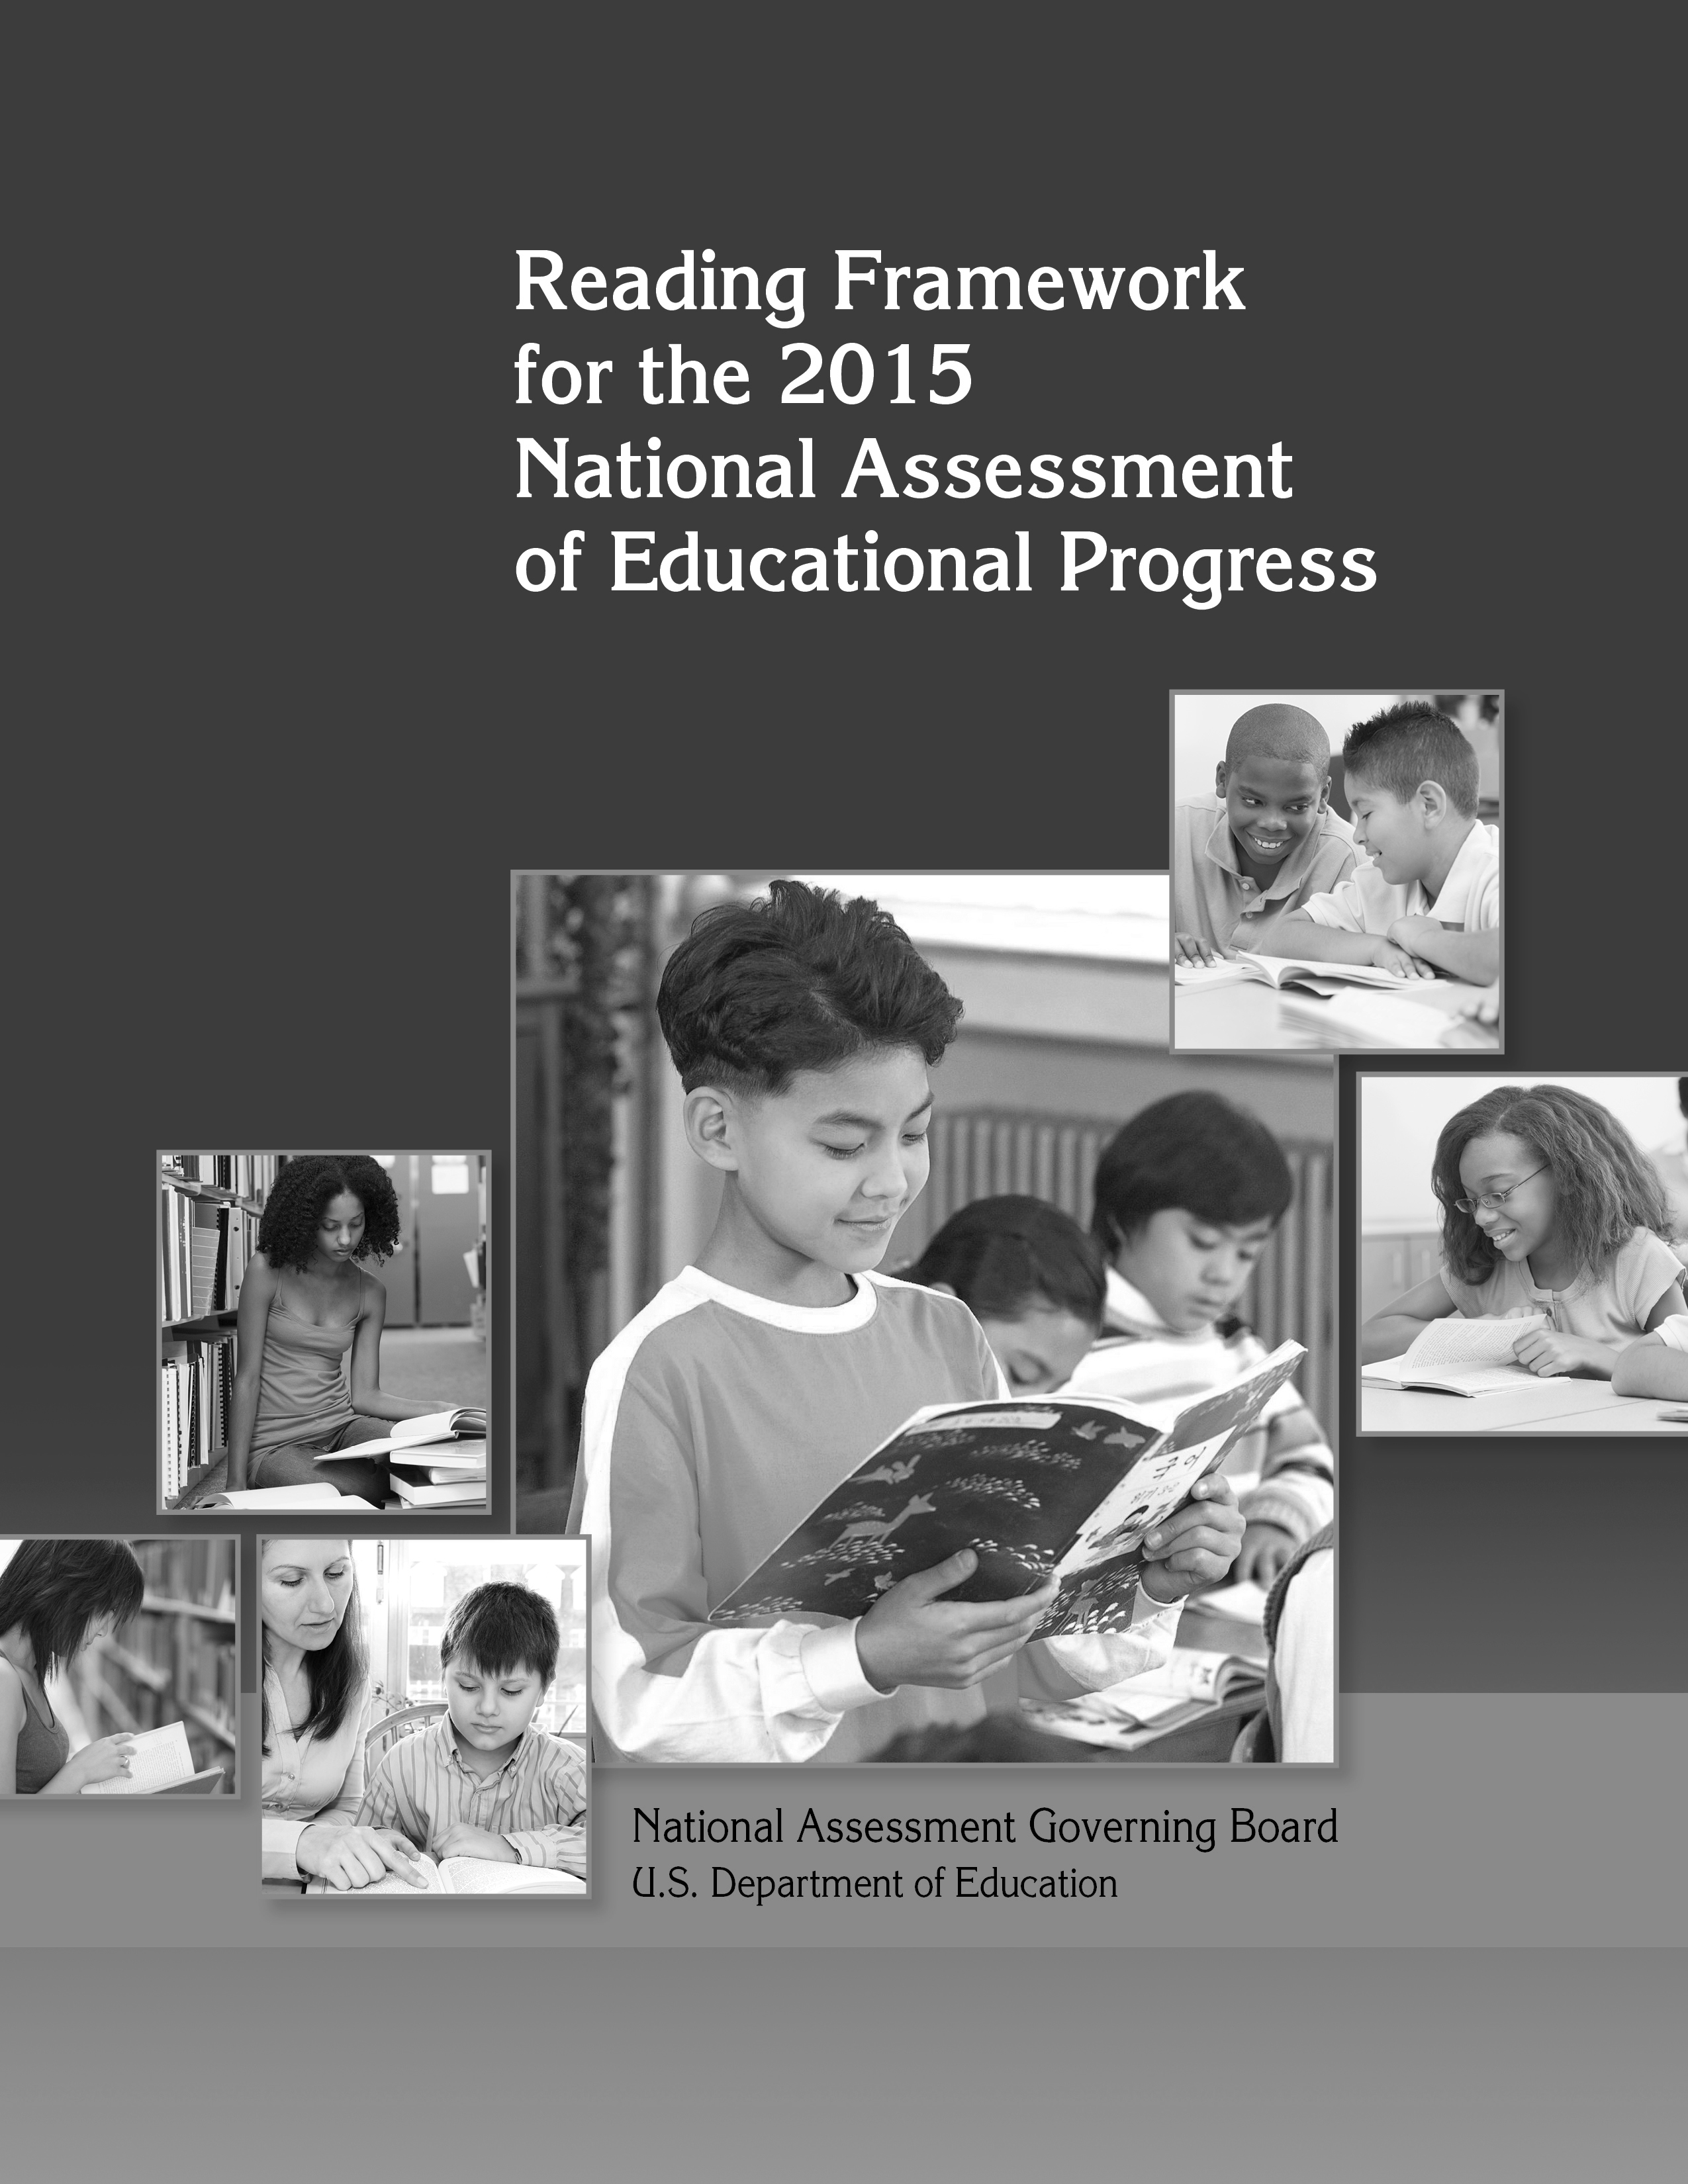 Reading Framework
for the 2015
National Assessment
of Educational Progress
National Assessment Governing Board
U.S. Department of Education